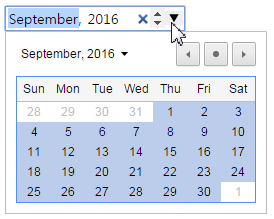 September, 2016
September, 2016
Sun Mon Tue Wed Thu Fri Sat
28 29 30 31 1 2 3
4 5 6 7 8 9 10
11 12 13 14 15 16 17
18 19 20 21 22 23 24
25 26 27 28 29 30 1